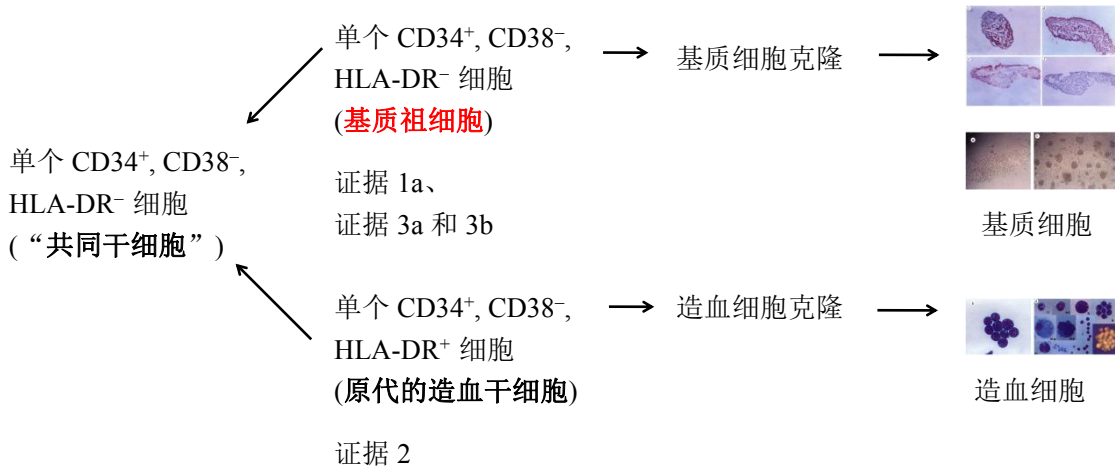 单个 CD34⁺, CD38⁻,
HLA-DR⁻ 细胞
(“共同干细胞”)
单个 CD34⁺, CD38⁻,
HLA-DR⁻ 细胞
(基质祖细胞)
证据 1a、
证据 3a 和 3b
基质细胞克隆
基质细胞
单个 CD34⁺, CD38⁻,
HLA-DR⁺ 细胞
(原代的造血干细胞)
证据 2
造血细胞克隆
造血细胞